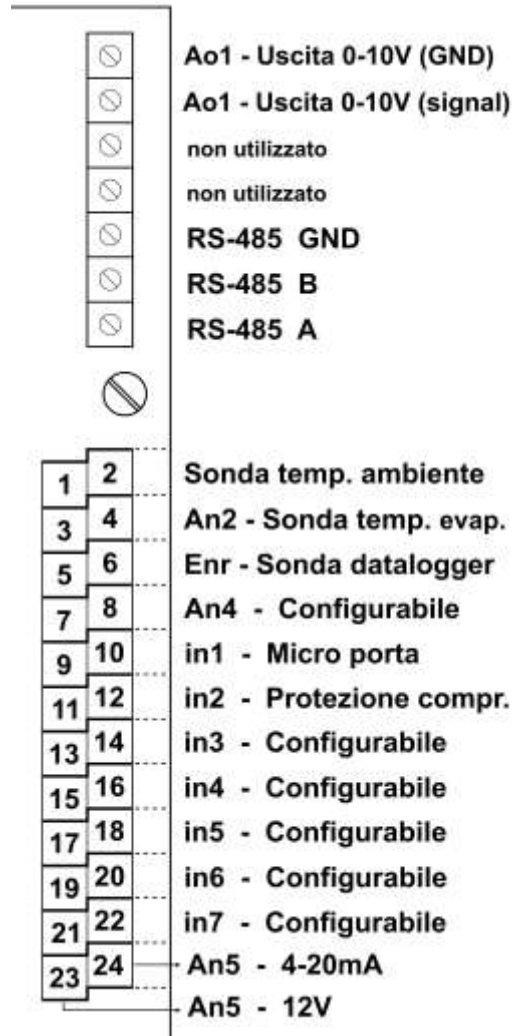 Ao1 - Uscita 0-10V (GND)
Ao1 - Uscita 0-10V (signal)
non utilizzato
non utilizzato
RS-485 GND
RS-485 B
RS-485 A
1 2 Sonda temp. ambiente
3 4 An2 - Sonda temp. evap.
5 6 Enr - Sonda datalogger
7 8 An4 - Configurabile
9 10 in1 - Micro porta
11 12 in2 - Protezione compr.
13 14 in3 - Configurabile
15 16 in4 - Configurabile
17 18 in5 - Configurabile
19 20 in6 - Configurabile
21 22 in7 - Configurabile
23 24 An5 - 4-20mA
An5 - 12V